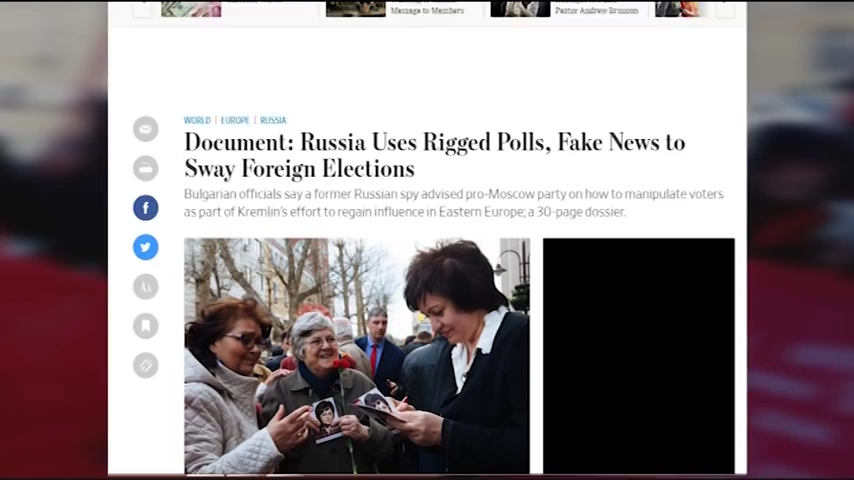 Message to Members
Pastor Andrew Brunson
WORLD | EUROPE | RUSSIA
Document: Russia Uses Rigged Polls, Fake News to
Sway Foreign Elections
Bulgarian officials say a former Russian spy advised pro-Moscow party on how to manipulate voters
as part of Kremlin's effort to regain influence in Eastern Europe; a 30-page dossier.